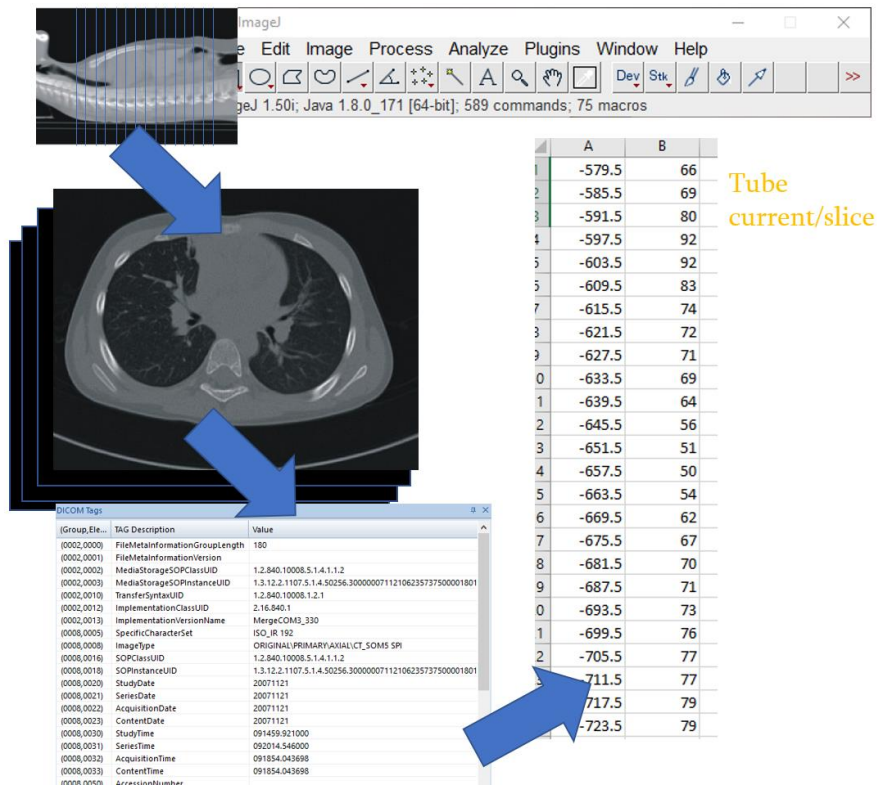 ImageJ
Edit Image Process Analyze Plugins Window Help
A Dev Stk >>
1.50i; Java 1.8.0_171 [64-bit]; 589 commands; 75 macros
A B
-579.5 66
-585.5 69
-591.5 80
-597.5 92
-603.5 92
-609.5 83
-615.5 74
-621.5 72
-627.5 71
-633.5 69
-639.5 64
-645.5 56
-651.5 51
-657.5 50
-663.5 54
-669.5 62
-675.5 67
-681.5 70
-687.5 71
-693.5 73
-699.5 76
-705.5 77
-711.5 77
717.5 79
-723.5 79
Tube
current/slice
DICOM Tags
(Group,Ele... TAG Description Value
(0002,0000) FileMetaInformationGroupLength 180
(0002,0001) FileMetaInformationVersion
(0002,0002) MediaStorageSOPClassUID 1.2.840.10008.5.1.4.1.1.2
(0002,0003) MediaStorageSOPInstanceUID
(0002,0010) TransferSyntaxUID 1.2.840.10008.1.2.1
(0002,0012) ImplementationClassUID 2.16.840.1
(0002,0013) ImplementationVersionName MergeCOM3_330
(0008,0005) SpecificCharacterSet ISO_IR 192
(0008,0008) ImageType ORIGINAL\PRIMARY\AXIAL\CT_SOM5 SPI
(0008,0016) SOPClassUID 1.2.840.10008.5.1.4.1.1.2
(0008,0018) SOPInstanceUID
(0008,0020) StudyDate 20071121
(0008,0021) SeriesDate 20071121
(0008,0022) AcquisitionDate 20071121
(0008,0023) ContentDate 20071121
(0008,0030) StudyTime 091459.921000
(0008,0031) SeriesTime 092014.546000
(0008,0032) AcquisitionTime 091854.043698
(0008,0033) ContentTime 091854.043698
(0008,0050) AccessionNumber